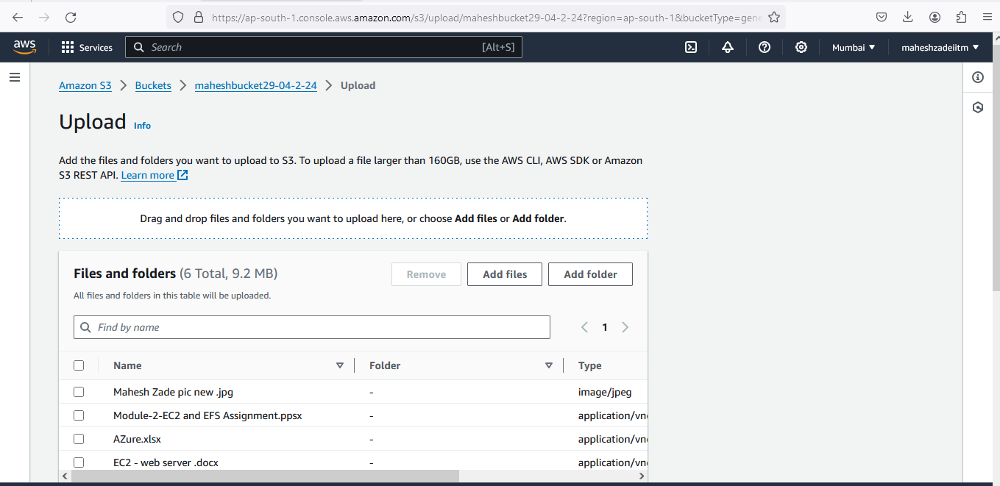 https://ap-south-1.console.aws.amazon.com/s3/upload/maheshbucket29-04-2-24?region=ap-south-1&bucketType=gene
aws Services Search [Alt+S] Mumbai ▼ maheshzadeiitm ▼
Amazon S3 > Buckets > maheshbucket29-04-2-24 > Upload
Upload Info
Add the files and folders you want to upload to S3. To upload a file larger than 160GB, use the AWS CLI, AWS SDK or Amazon
S3 REST API. Learn more
Drag and drop files and folders you want to upload here, or choose Add files or Add folder.
Files and folders (6 Total, 9.2 MB) Remove Add files Add folder
All files and folders in this table will be uploaded.
Find by name < 1 >
Name Folder Type
Mahesh Zade pic new .jpg - image/jpeg
Module-2-EC2 and EFS Assignment.ppsx - application/vn
AZure.xlsx - application/vn
EC2 - web server .docx - application/vn